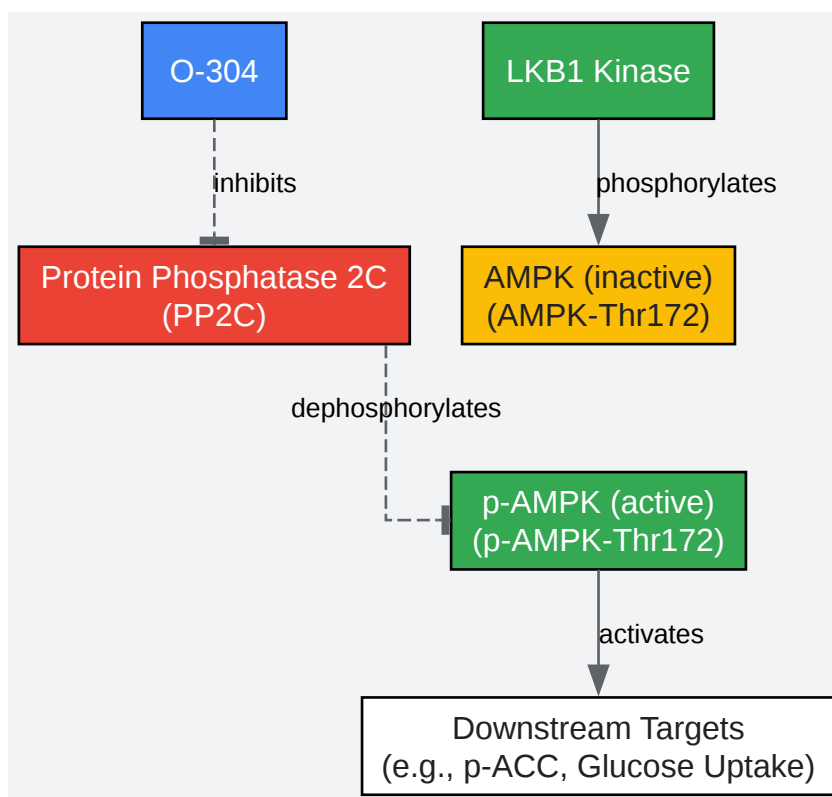 O-304
LKB1 Kinase
inhibits
phosphorylates
Protein Phosphatase 2C
(PP2C)
AMPK (inactive)
(AMPK-Thr172)
dephosphorylates
p-AMPK (active)
(p-AMPK-Thr172)
activates
Downstream Targets
(e.g., p-ACC, Glucose Uptake)